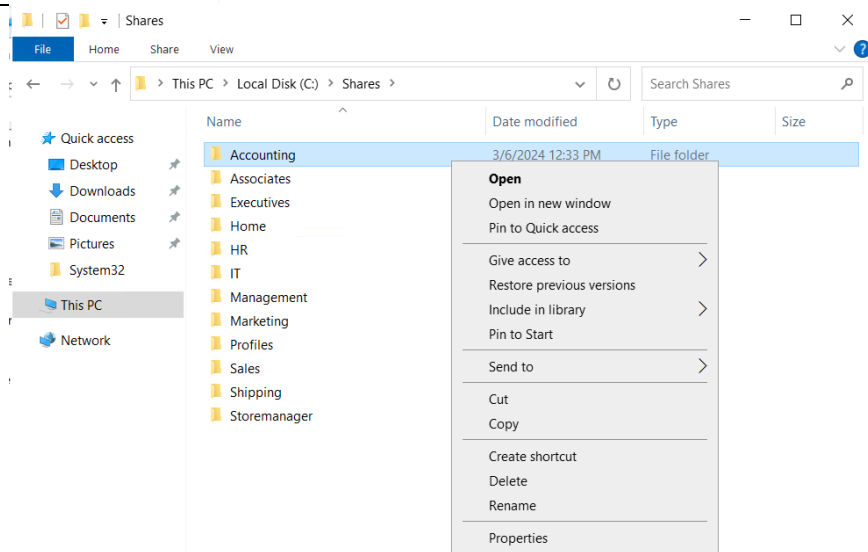 Shares
File Home Share View
This PC > Local Disk (C:) > Shares >
Search Shares
Name Date modified Type Size
Quick access
Desktop
Downloads
Documents
Pictures
System32
This PC
Network
Accounting 3/6/2024 12:33 PM File folder
Associates
Executives
Home
HR
IT
Management
Marketing
Profiles
Sales
Shipping
Storemanager
Open
Open in new window
Pin to Quick access
Give access to
Restore previous versions
Include in library
Pin to Start
Send to
Cut
Copy
Create shortcut
Delete
Rename
Properties